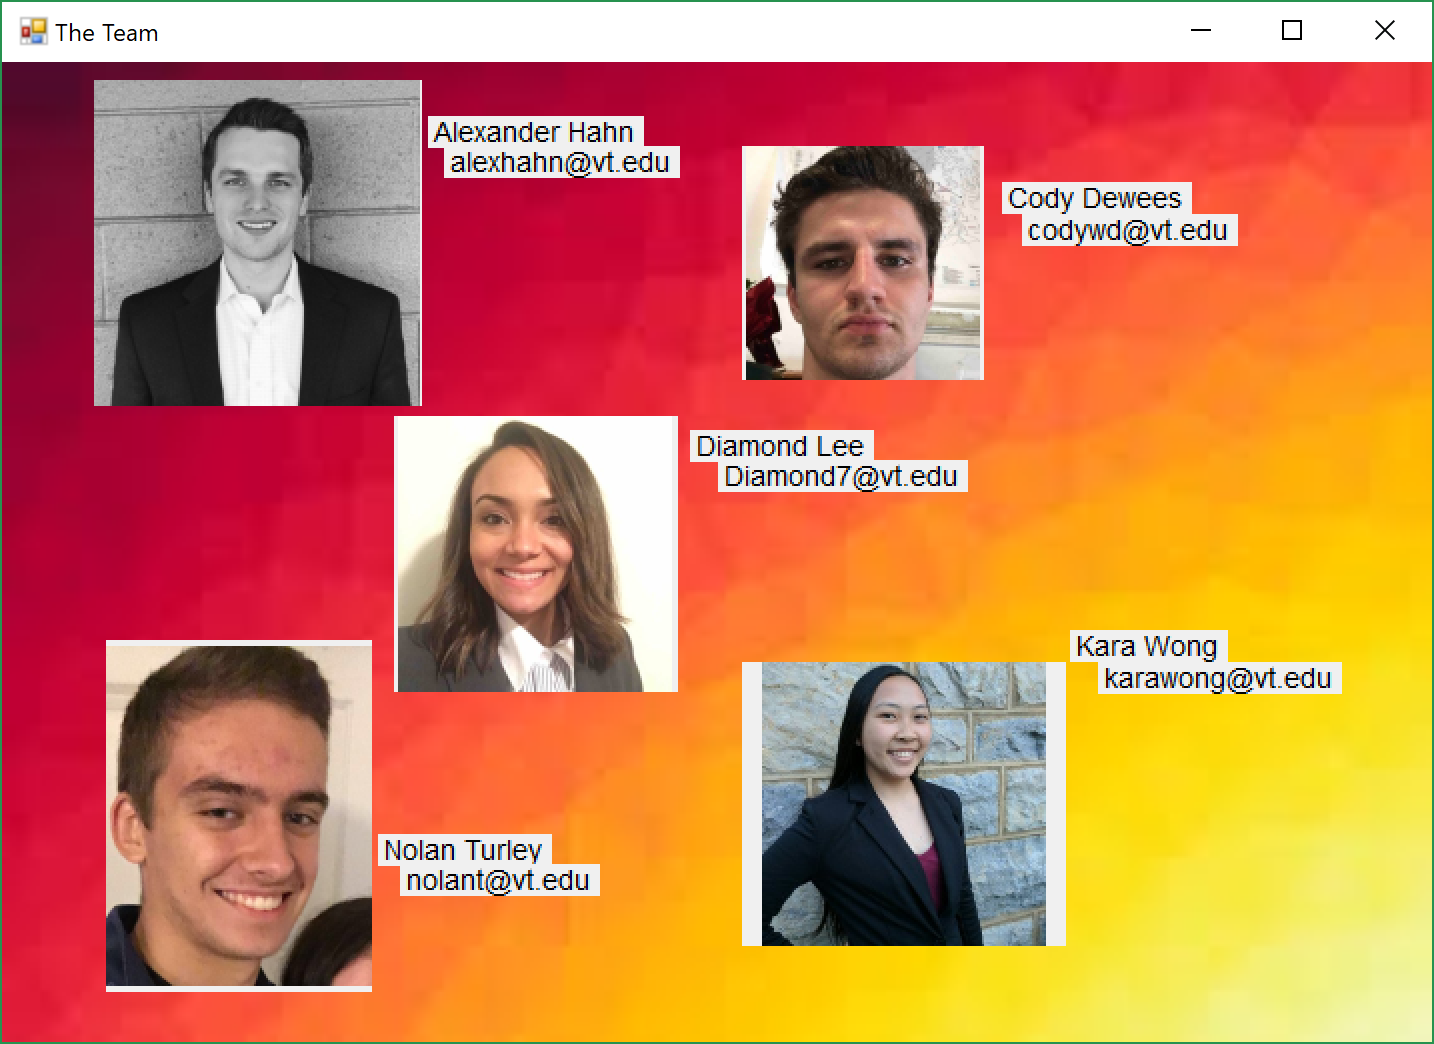 The Team
Alexander Hahn
alexhahn@vt.edu
Cody Dewees
codywd@vt.edu
Diamond Lee
Diamond7@vt.edu
Kara Wong
karawong@vt.edu
Nolan Turley
nolant@vt.edu